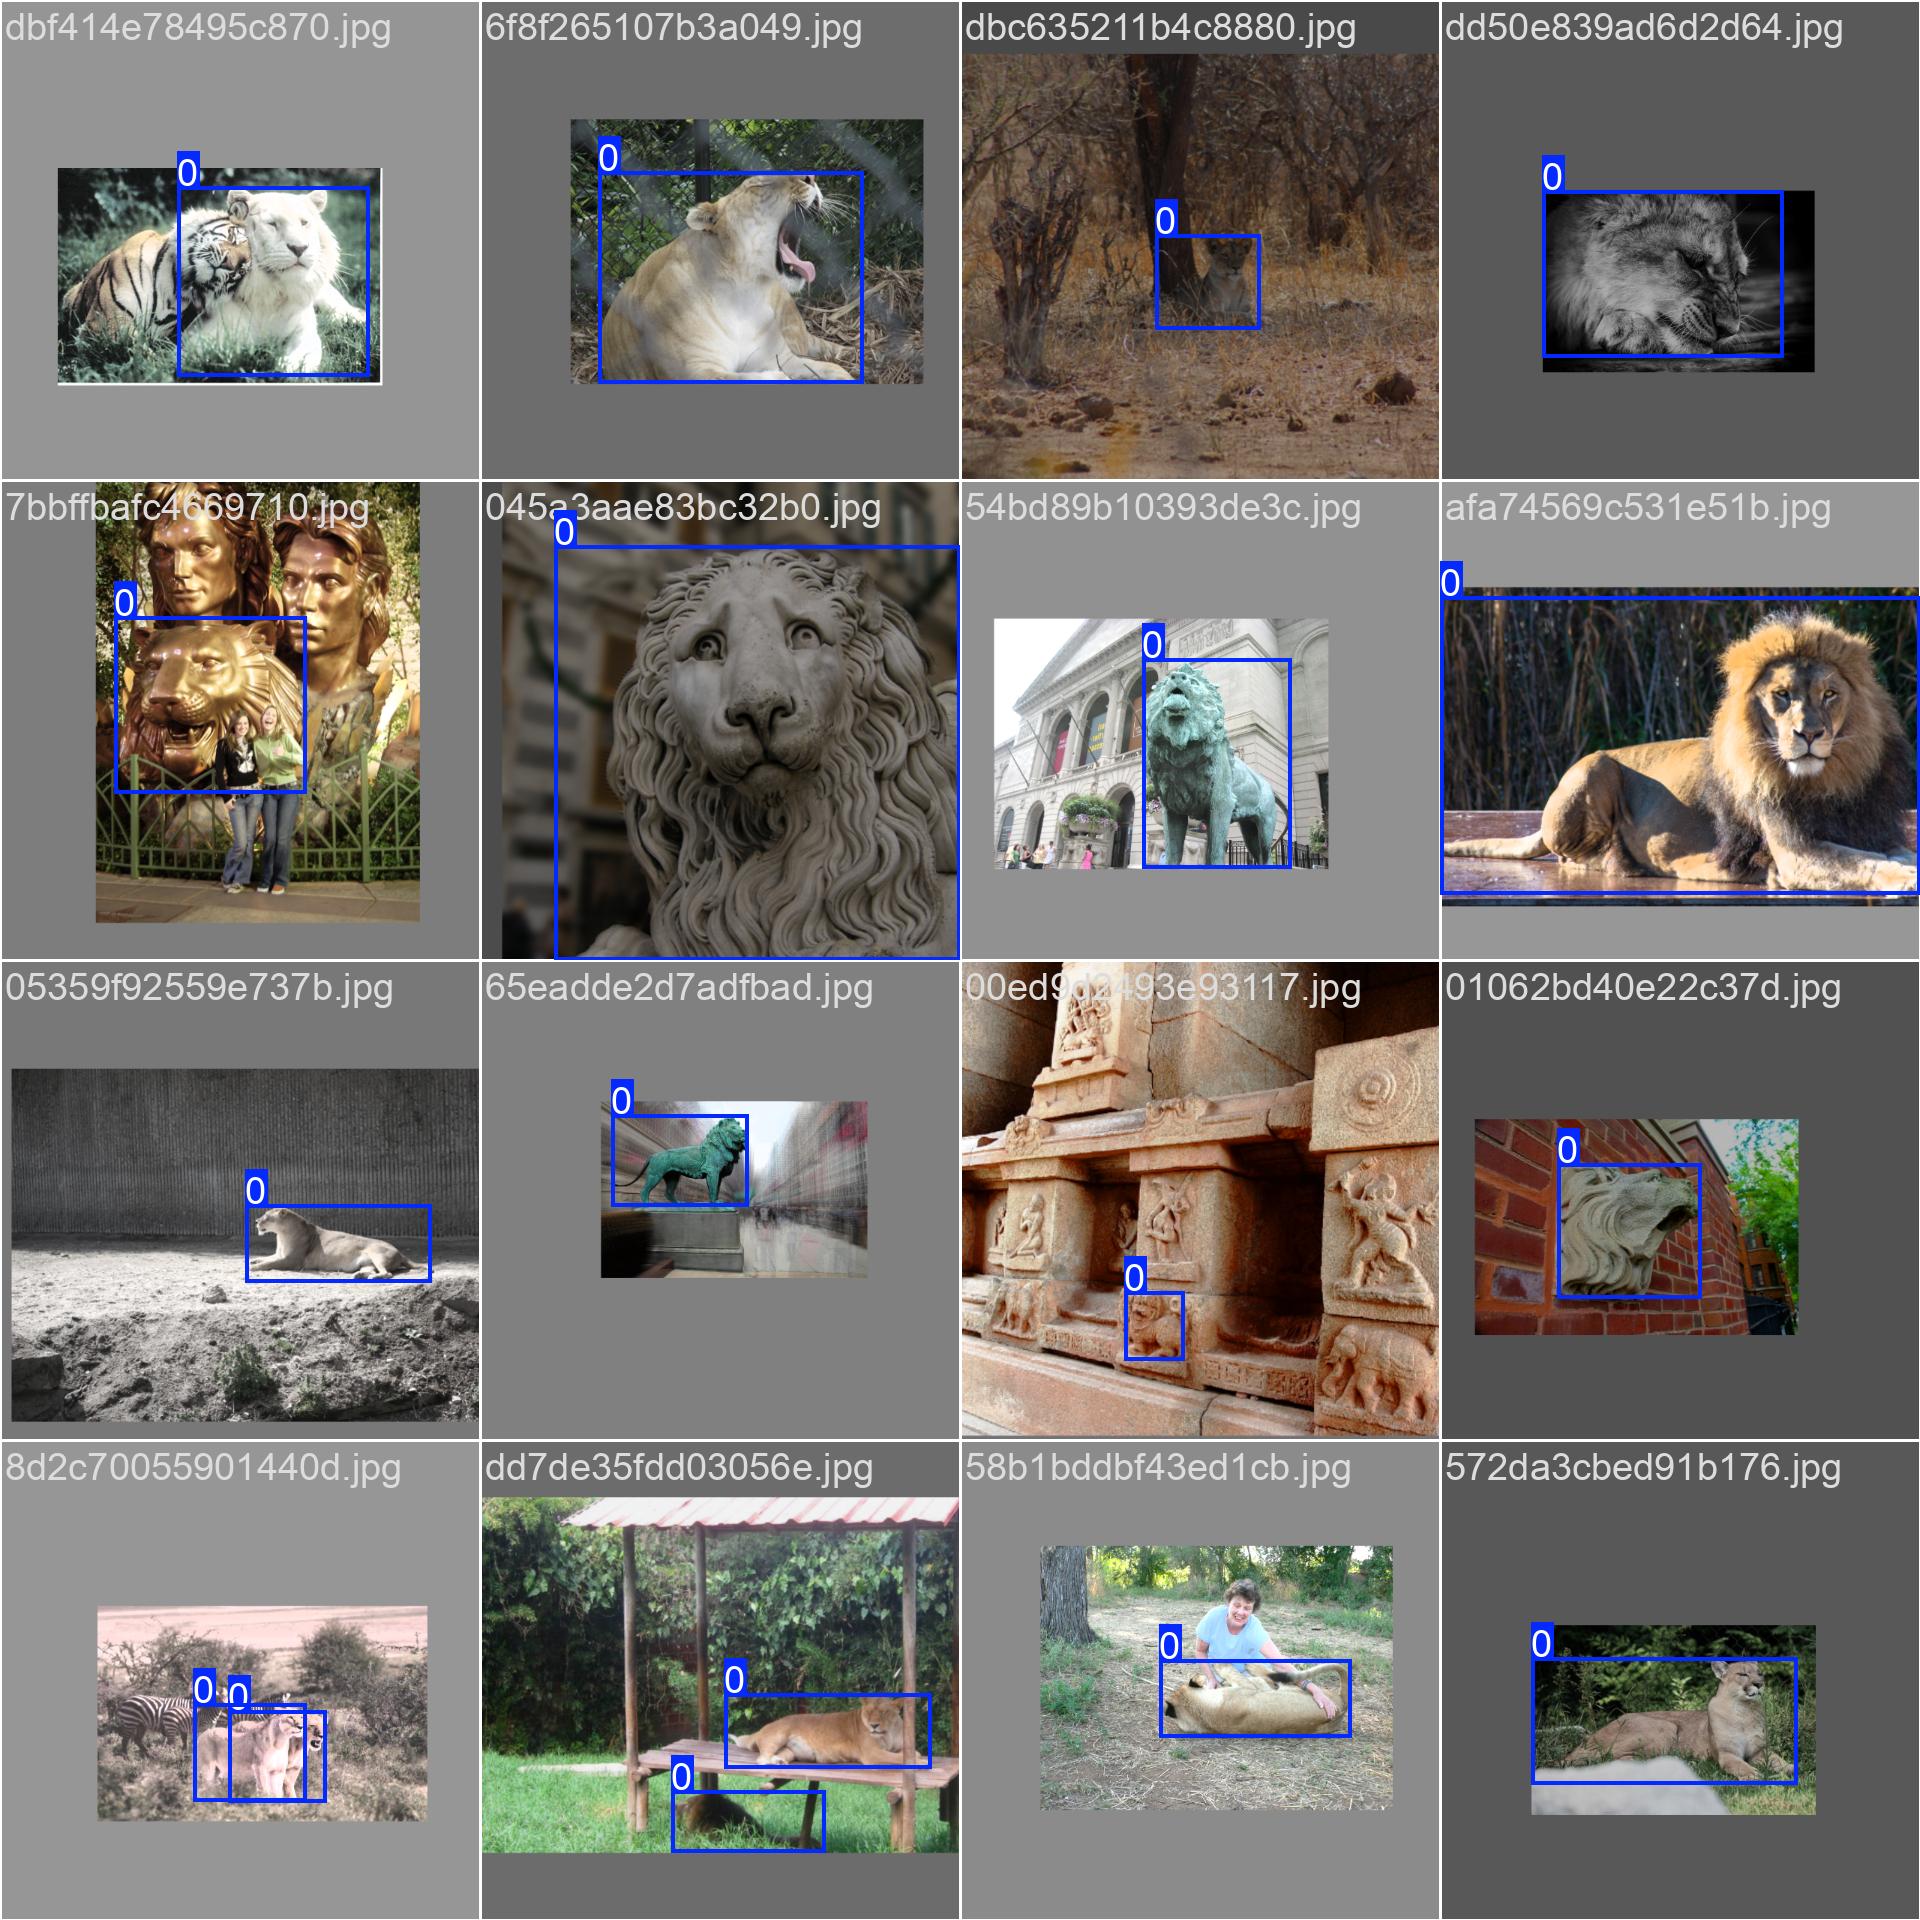 dbf414e78495c870.jpg
6f8f265107b3a049.jpg
dbc635211b4c8880.jpg
dd50e839ad6d2d64.jpg
0
0
0
0
7bbffbafc4669710.jpg
045a3aae83bc32b0.jpg
54bd89b10393de3c.jpg
afa74569c531e51b.jpg
0
0
0
0
05359f92559e737b.jpg
65eadde2d7adfbad.jpg
00ed9d2493e93117.jpg
01062bd40e22c37d.jpg
0
0
0
0
8d2c70055901440d.jpg
dd7de35fdd03056e.jpg
58b1bddbf43ed1cb.jpg
572da3cbed91b176.jpg
0
0
0
0
0
0